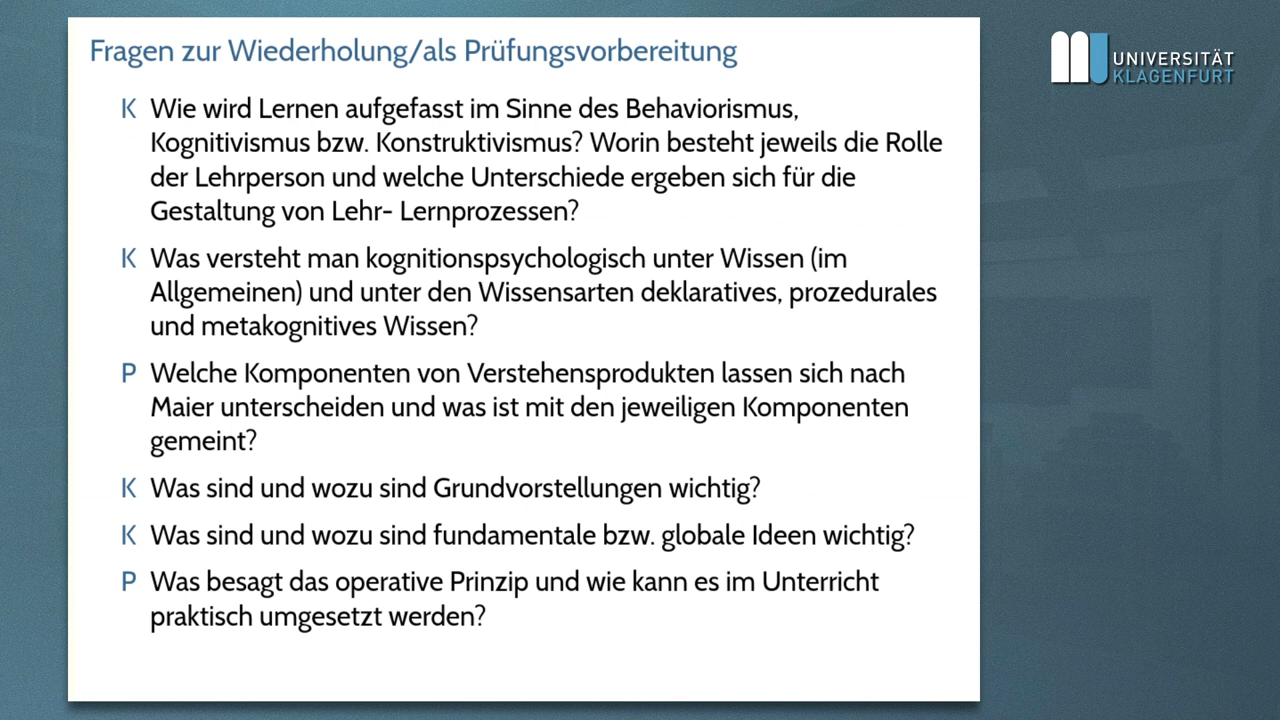 Fragen zur Wiederholung/als Prüfungsvorbereitung
K Wie wird Lernen aufgefasst im Sinne des Behaviorismus,
Kognitivismus bzw. Konstruktivismus? Worin besteht jeweils die Rolle
der Lehrperson und welche Unterschiede ergeben sich für die
Gestaltung von Lehr- Lernprozessen?
K Was versteht man kognitionspsychologisch unter Wissen (im
Allgemeinen) und unter den Wissensarten deklaratives, prozedurales
und metakognitives Wissen?
P Welche Komponenten von Verstehensprodukten lassen sich nach
Maier unterscheiden und was ist mit den jeweiligen Komponenten
gemeint?
K Was sind und wozu sind Grundvorstellungen wichtig?
K Was sind und wozu sind fundamentale bzw. globale Ideen wichtig?
P Was besagt das operative Prinzip und wie kann es im Unterricht
praktisch umgesetzt werden?
UNIVERSITÄT
KLAGENFURT